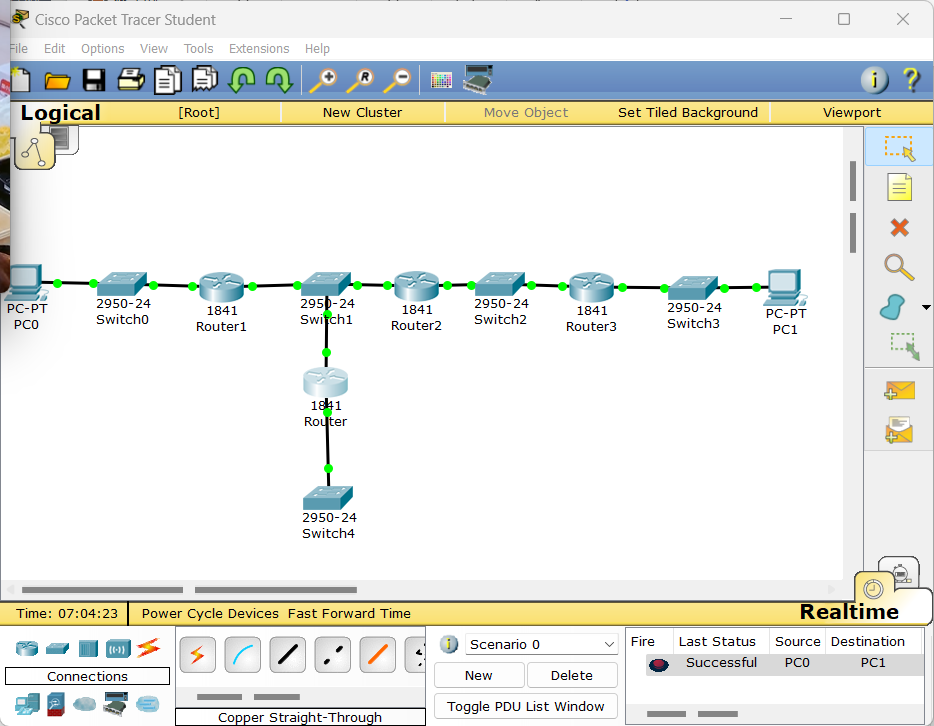 Cisco Packet Tracer Student
File Edit Options View Tools Extensions Help
Logical [Root] New Cluster Move Object Set Tiled Background Viewport
PC-PT
PC0
2950-24
Switch0
1841
Router1
2950-24
Switch1
1841
Router2
2950-24
Switch2
1841
Router3
2950-24
Switch3
PC-PT
PC1
1841
Router
2950-24
Switch4
Time: 07:04:23 Power Cycle Devices Fast Forward Time Realtime
Connections
Copper Straight-Through
Scenario 0
New Delete
Toggle PDU List Window
Fire Last Status Source Destination
Successful PC0 PC1